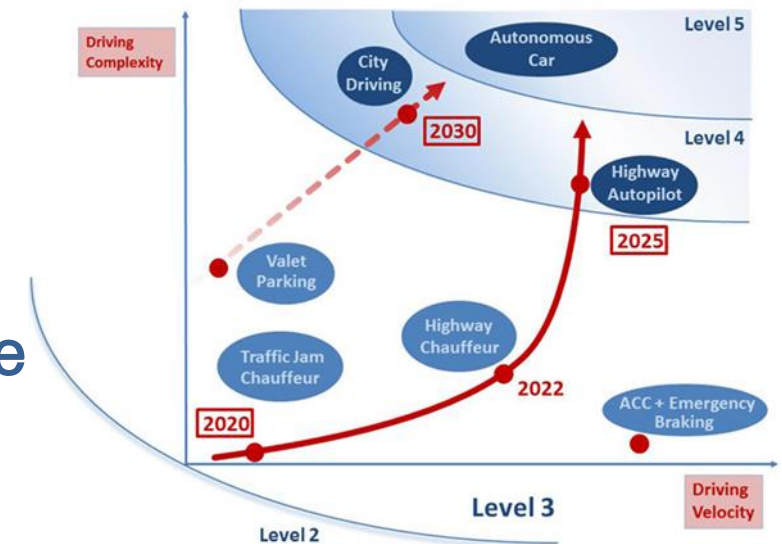 Driving
Complexity
Level 5
Autonomous
Car
City
Driving
2030
Level 4
Highway
Autopilot
2025
Valet
Parking
e
Highway
Chauffeur
Traffic Jam
Chauffeur
2022
ACC + Emergency
Braking
2020
Driving
Velocity
Level 3
Level 2